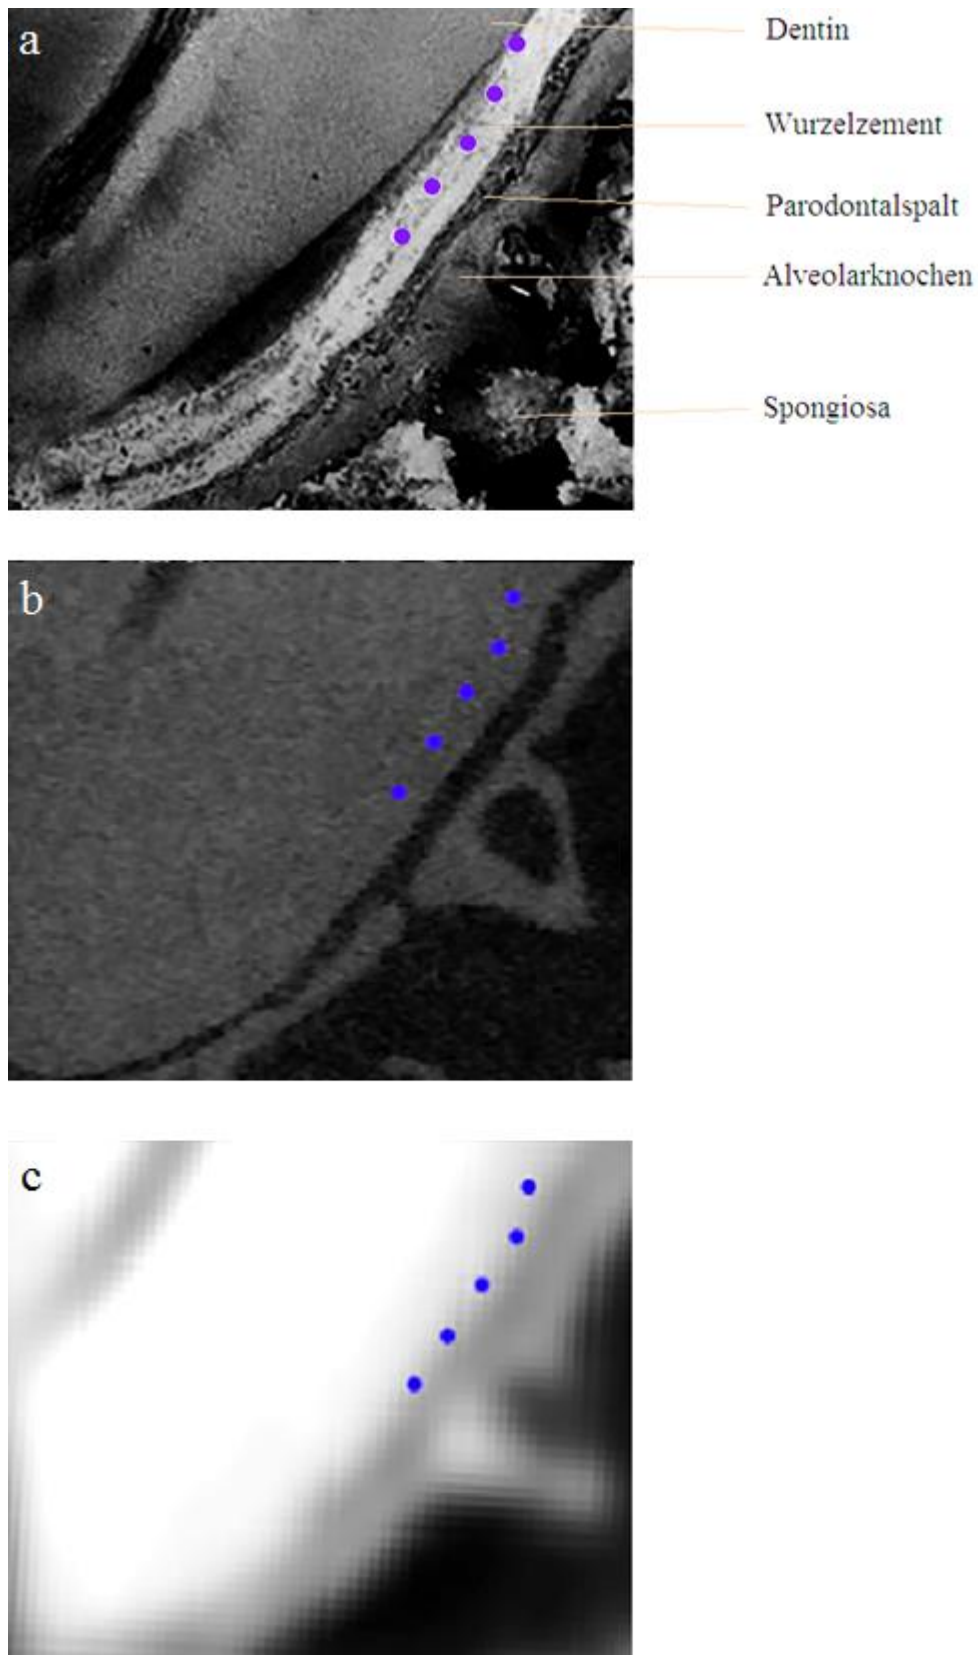 a
Dentin
Wurzelzement
Parodontalspalt
Alveolarknochen
Spongiosa
b
c